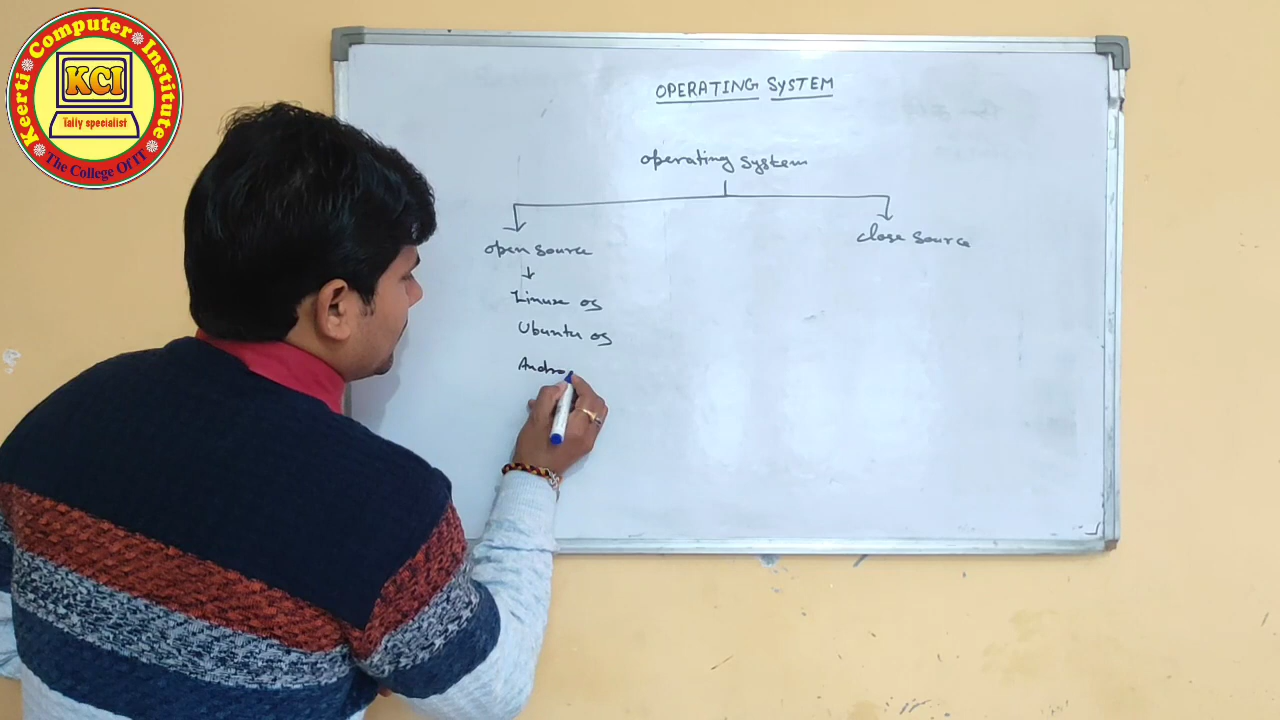 Keerti Computer Institute
KCI
Tally specialist
The College Of IT
OPERATING SYSTEM
operating system
open source
close source
Linux os
Ubuntu os
Andro